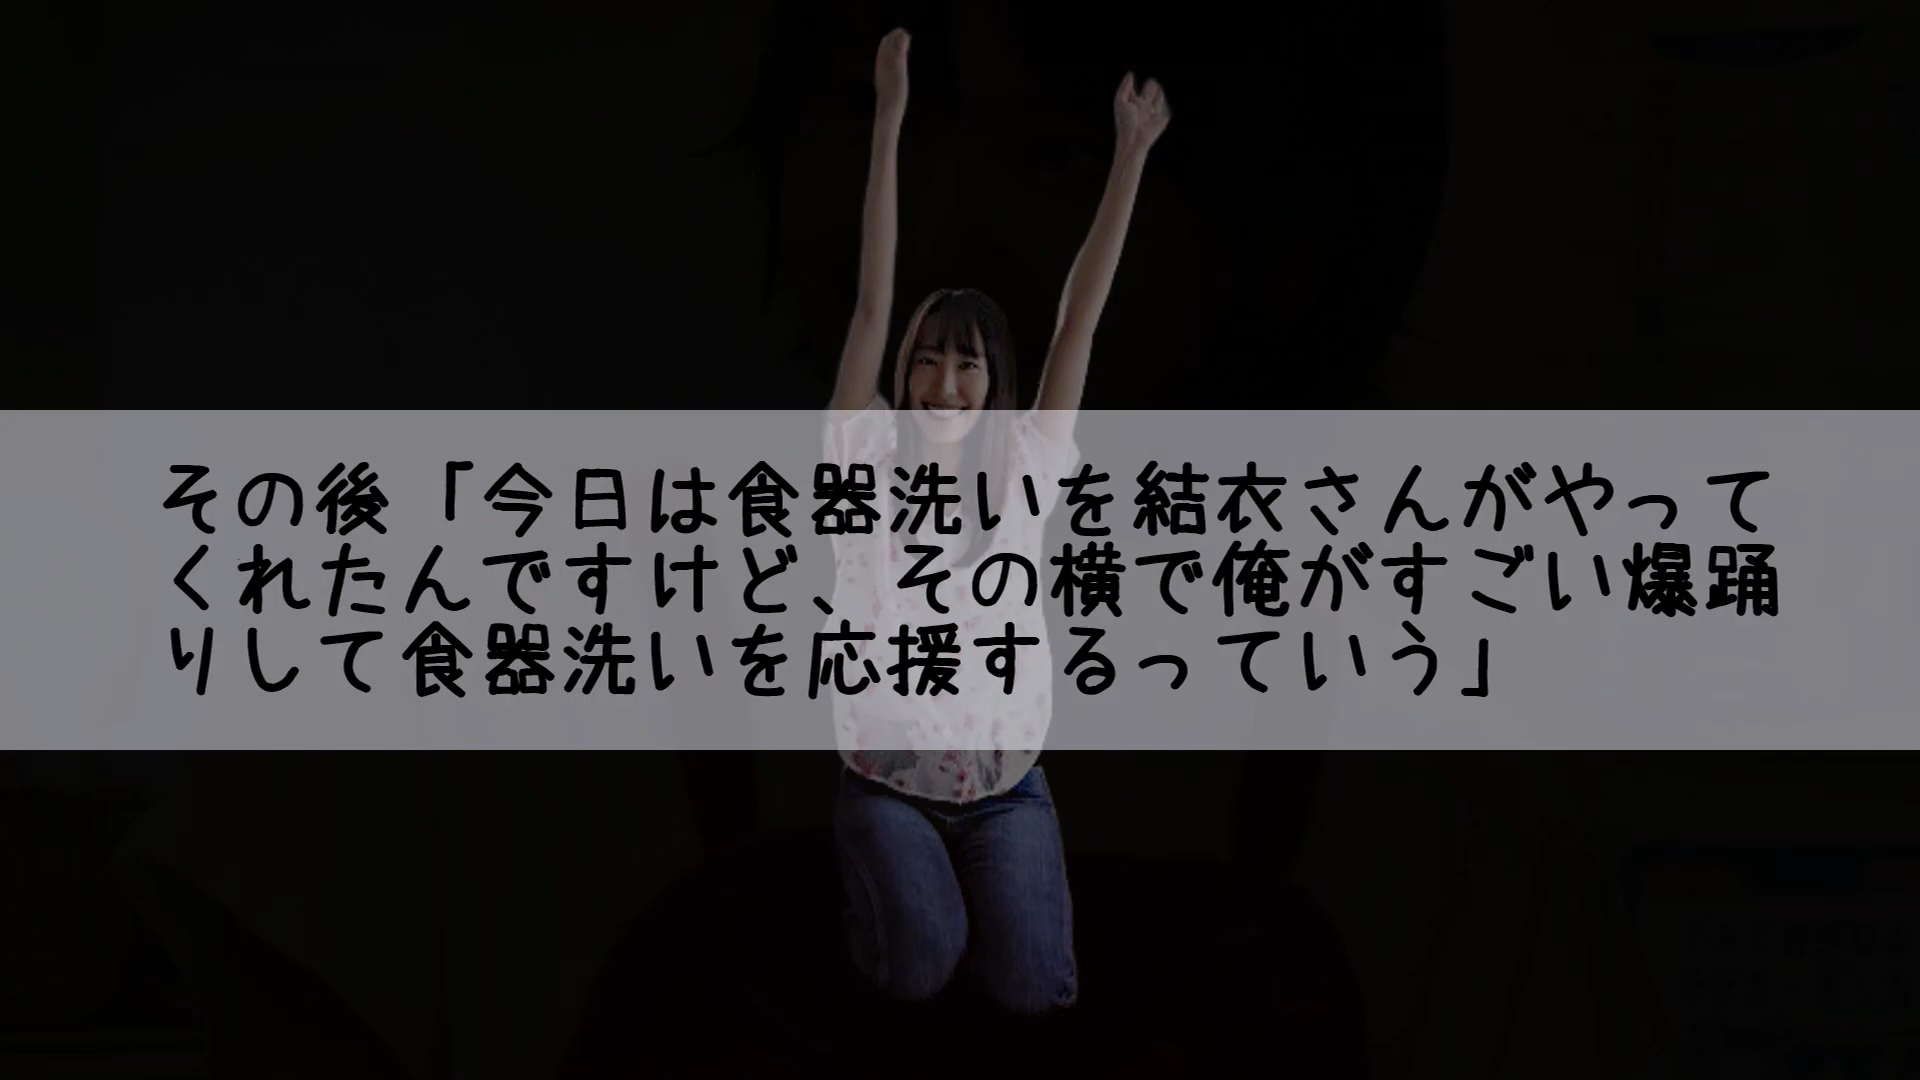 その後「今日は食器洗いを結衣さんがやって
くれたんですけど、その横で俺がすごい爆踊
りして食器洗いを応援するっていう」